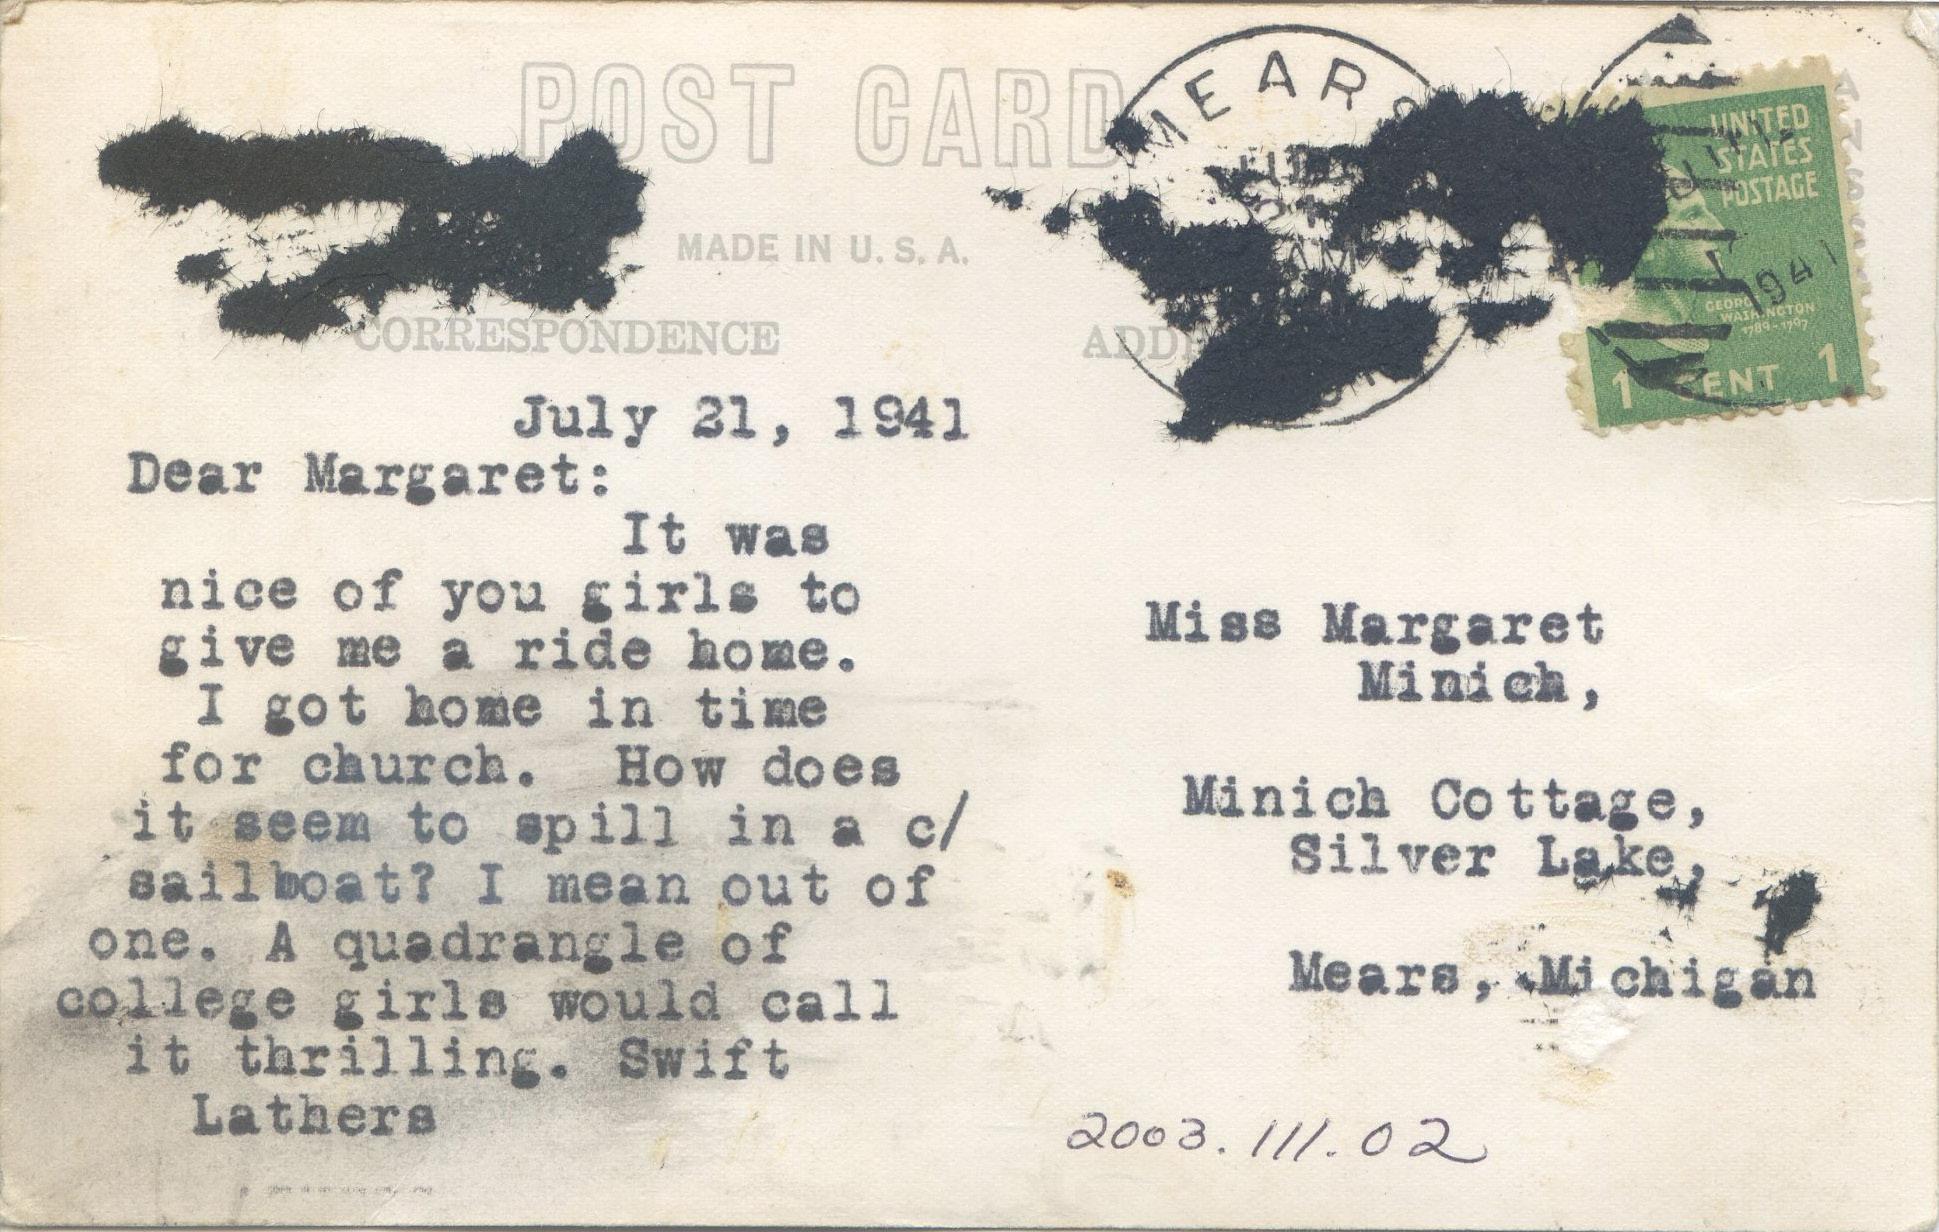 POST CARD
MADE IN U.S.A.
CORRESPONDENCE
July 21, 1941
Dear Margaret:
It was
nice of you girls to
give me a ride home.
I got home in time
for church. How does
it seem to spill in a c/
sailboat? I mean out of
one. A quadrangle of
college girls would call
it thrilling. Swift
Lathers
MEARS
AM
1941
UNITED
STATES
POSTAGE
GEORGE
WASHINGTON
1789-1797
1 CENT 1
Miss Margaret
Minich,
Minich Cottage,
Silver Lake,
Mears, Michigan
2003.111.02